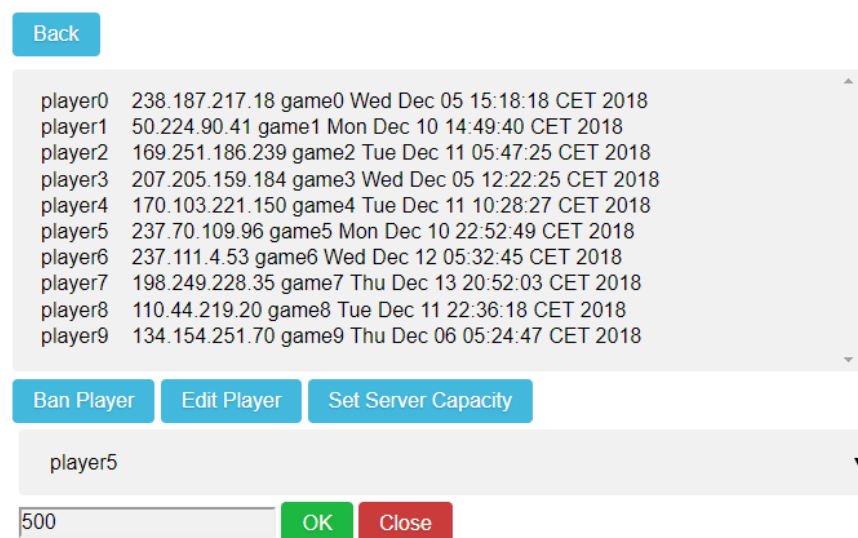 Back
player0 238.187.217.18 game0 Wed Dec 05 15:18:18 CET 2018
player1 50.224.90.41 game1 Mon Dec 10 14:49:40 CET 2018
player2 169.251.186.239 game2 Tue Dec 11 05:47:25 CET 2018
player3 207.205.159.184 game3 Wed Dec 05 12:22:25 CET 2018
player4 170.103.221.150 game4 Tue Dec 11 10:28:27 CET 2018
player5 237.70.109.96 game5 Mon Dec 10 22:52:49 CET 2018
player6 237.111.4.53 game6 Wed Dec 12 05:32:45 CET 2018
player7 198.249.228.35 game7 Thu Dec 13 20:52:03 CET 2018
player8 110.44.219.20 game8 Tue Dec 11 22:36:18 CET 2018
player9 134.154.251.70 game9 Thu Dec 06 05:24:47 CET 2018
Ban Player Edit Player Set Server Capacity
player5
500 OK Close